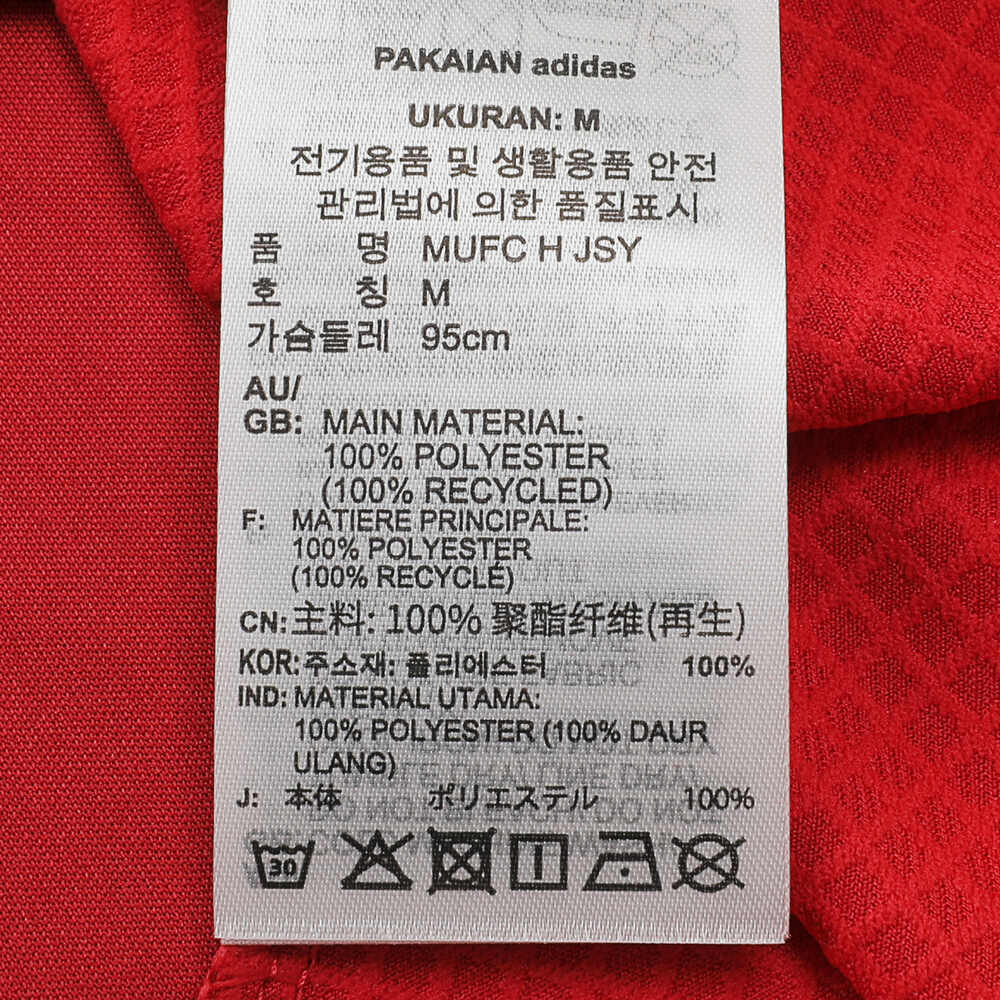 PAKAIAN adidas
UKURAN: M
전기용품 및 생활용품 안전
관리법에 의한 품질표시
품 명 MUFC H JSY
호 칭 M
가슴둘레 95cm
AU/
GB: MAIN MATERIAL:
100% POLYESTER
(100% RECYCLED)
F: MATIERE PRINCIPALE:
100% POLYESTER
(100% RECYCLÉ)
CN: 主料: 100% 聚酯纤维(再生)
KOR: 주소재: 폴리에스터 100%
IND: MATERIAL UTAMA:
100% POLYESTER (100% DAUR
ULANG)
J: 本体 ポリエステル 100%
30